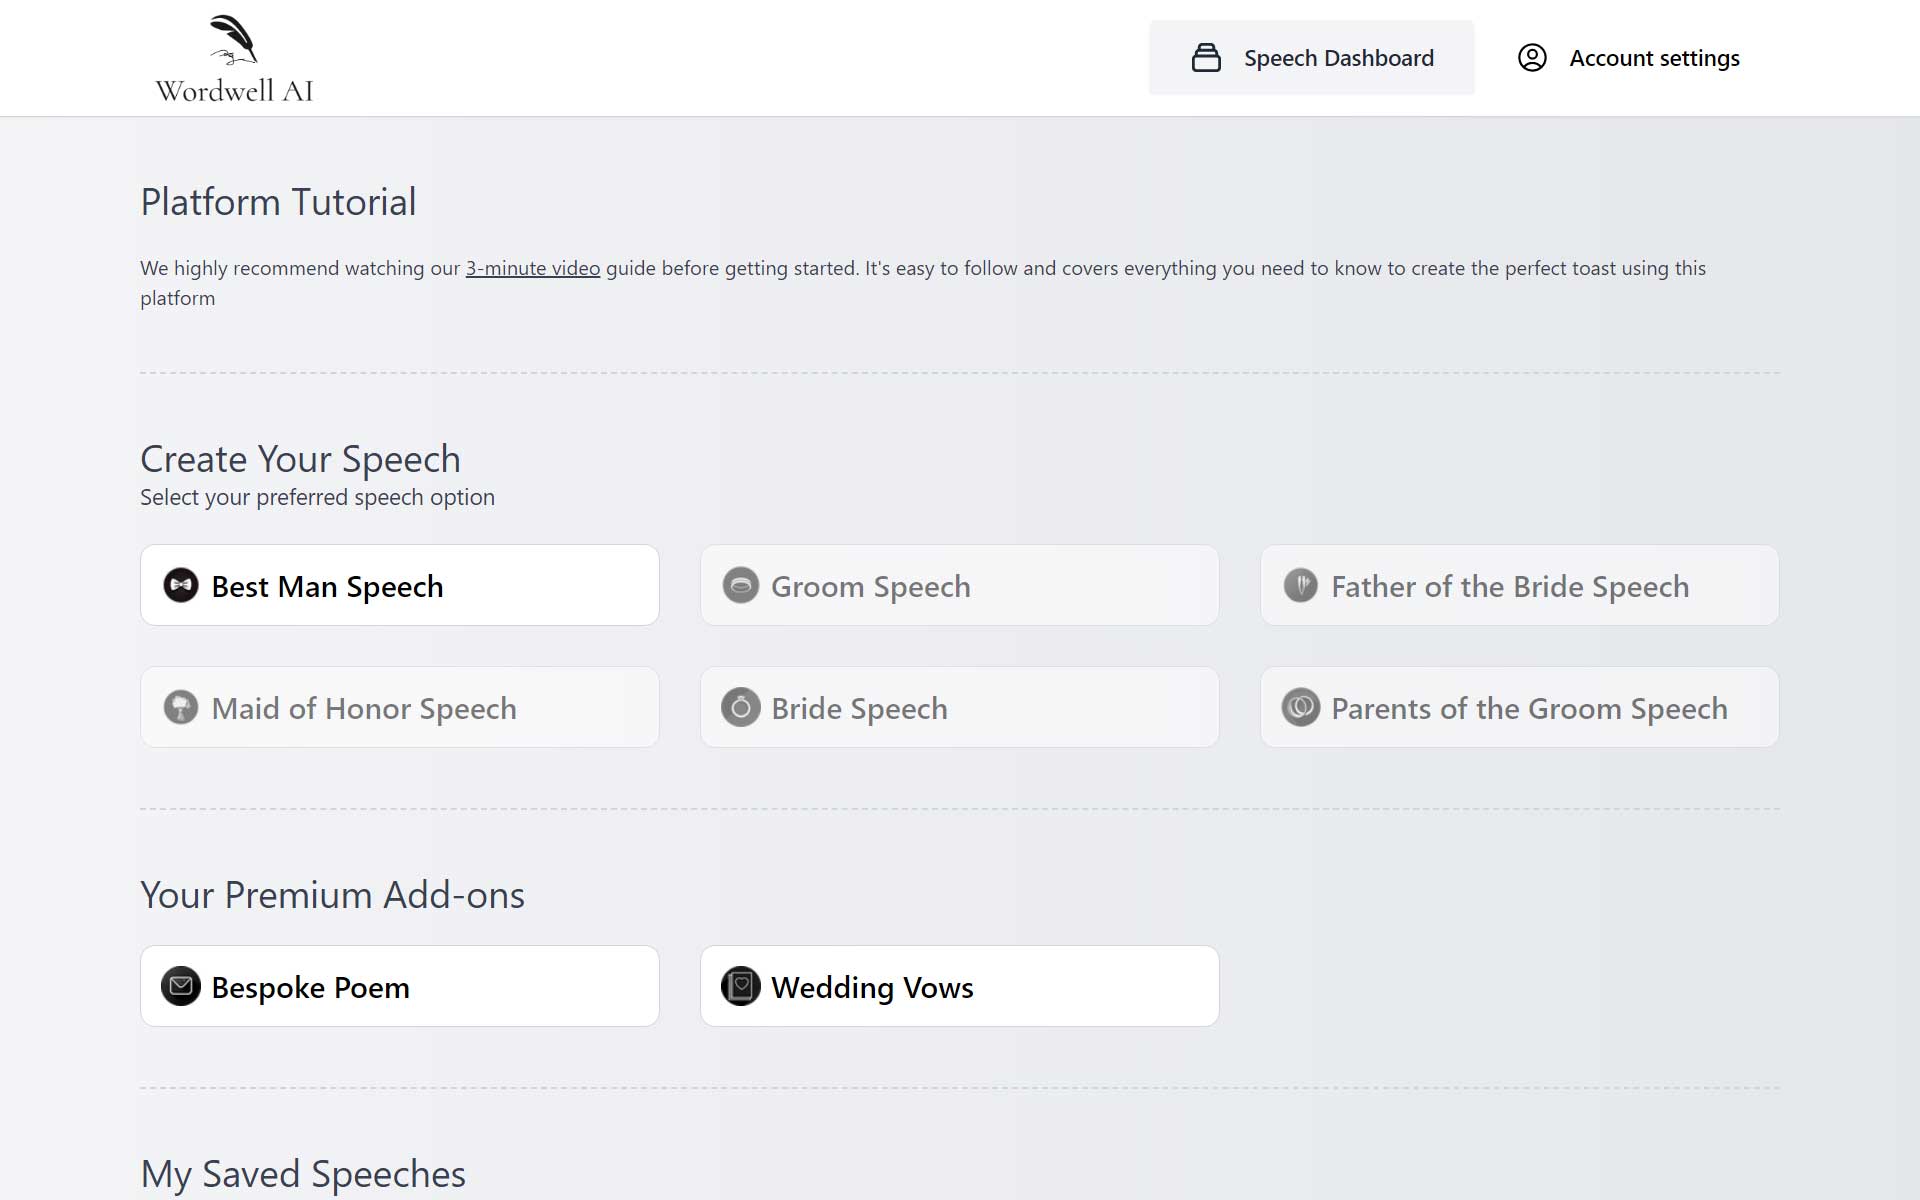 Wordwell AI
Speech Dashboard
Account settings
Platform Tutorial
We highly recommend watching our 3-minute video guide before getting started. It's easy to follow and covers everything you need to know to create the perfect toast using this
platform
Create Your Speech
Select your preferred speech option
Best Man Speech
Groom Speech
Father of the Bride Speech
Maid of Honor Speech
Bride Speech
Parents of the Groom Speech
Your Premium Add-ons
Bespoke Poem
Wedding Vows
My Saved Speeches